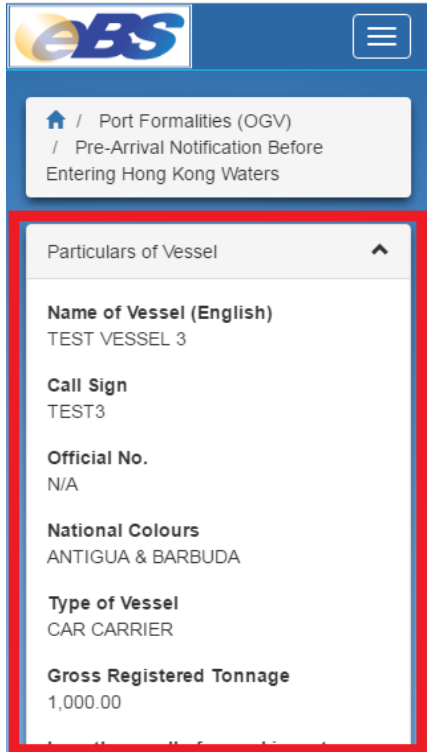 eBS
/ Port Formalities (OGV)
/ Pre-Arrival Notification Before
Entering Hong Kong Waters
Particulars of Vessel
Name of Vessel (English)
TEST VESSEL 3
Call Sign
TEST3
Official No.
N/A
National Colours
ANTIGUA & BARBUDA
Type of Vessel
CAR CARRIER
Gross Registered Tonnage
1,000.00